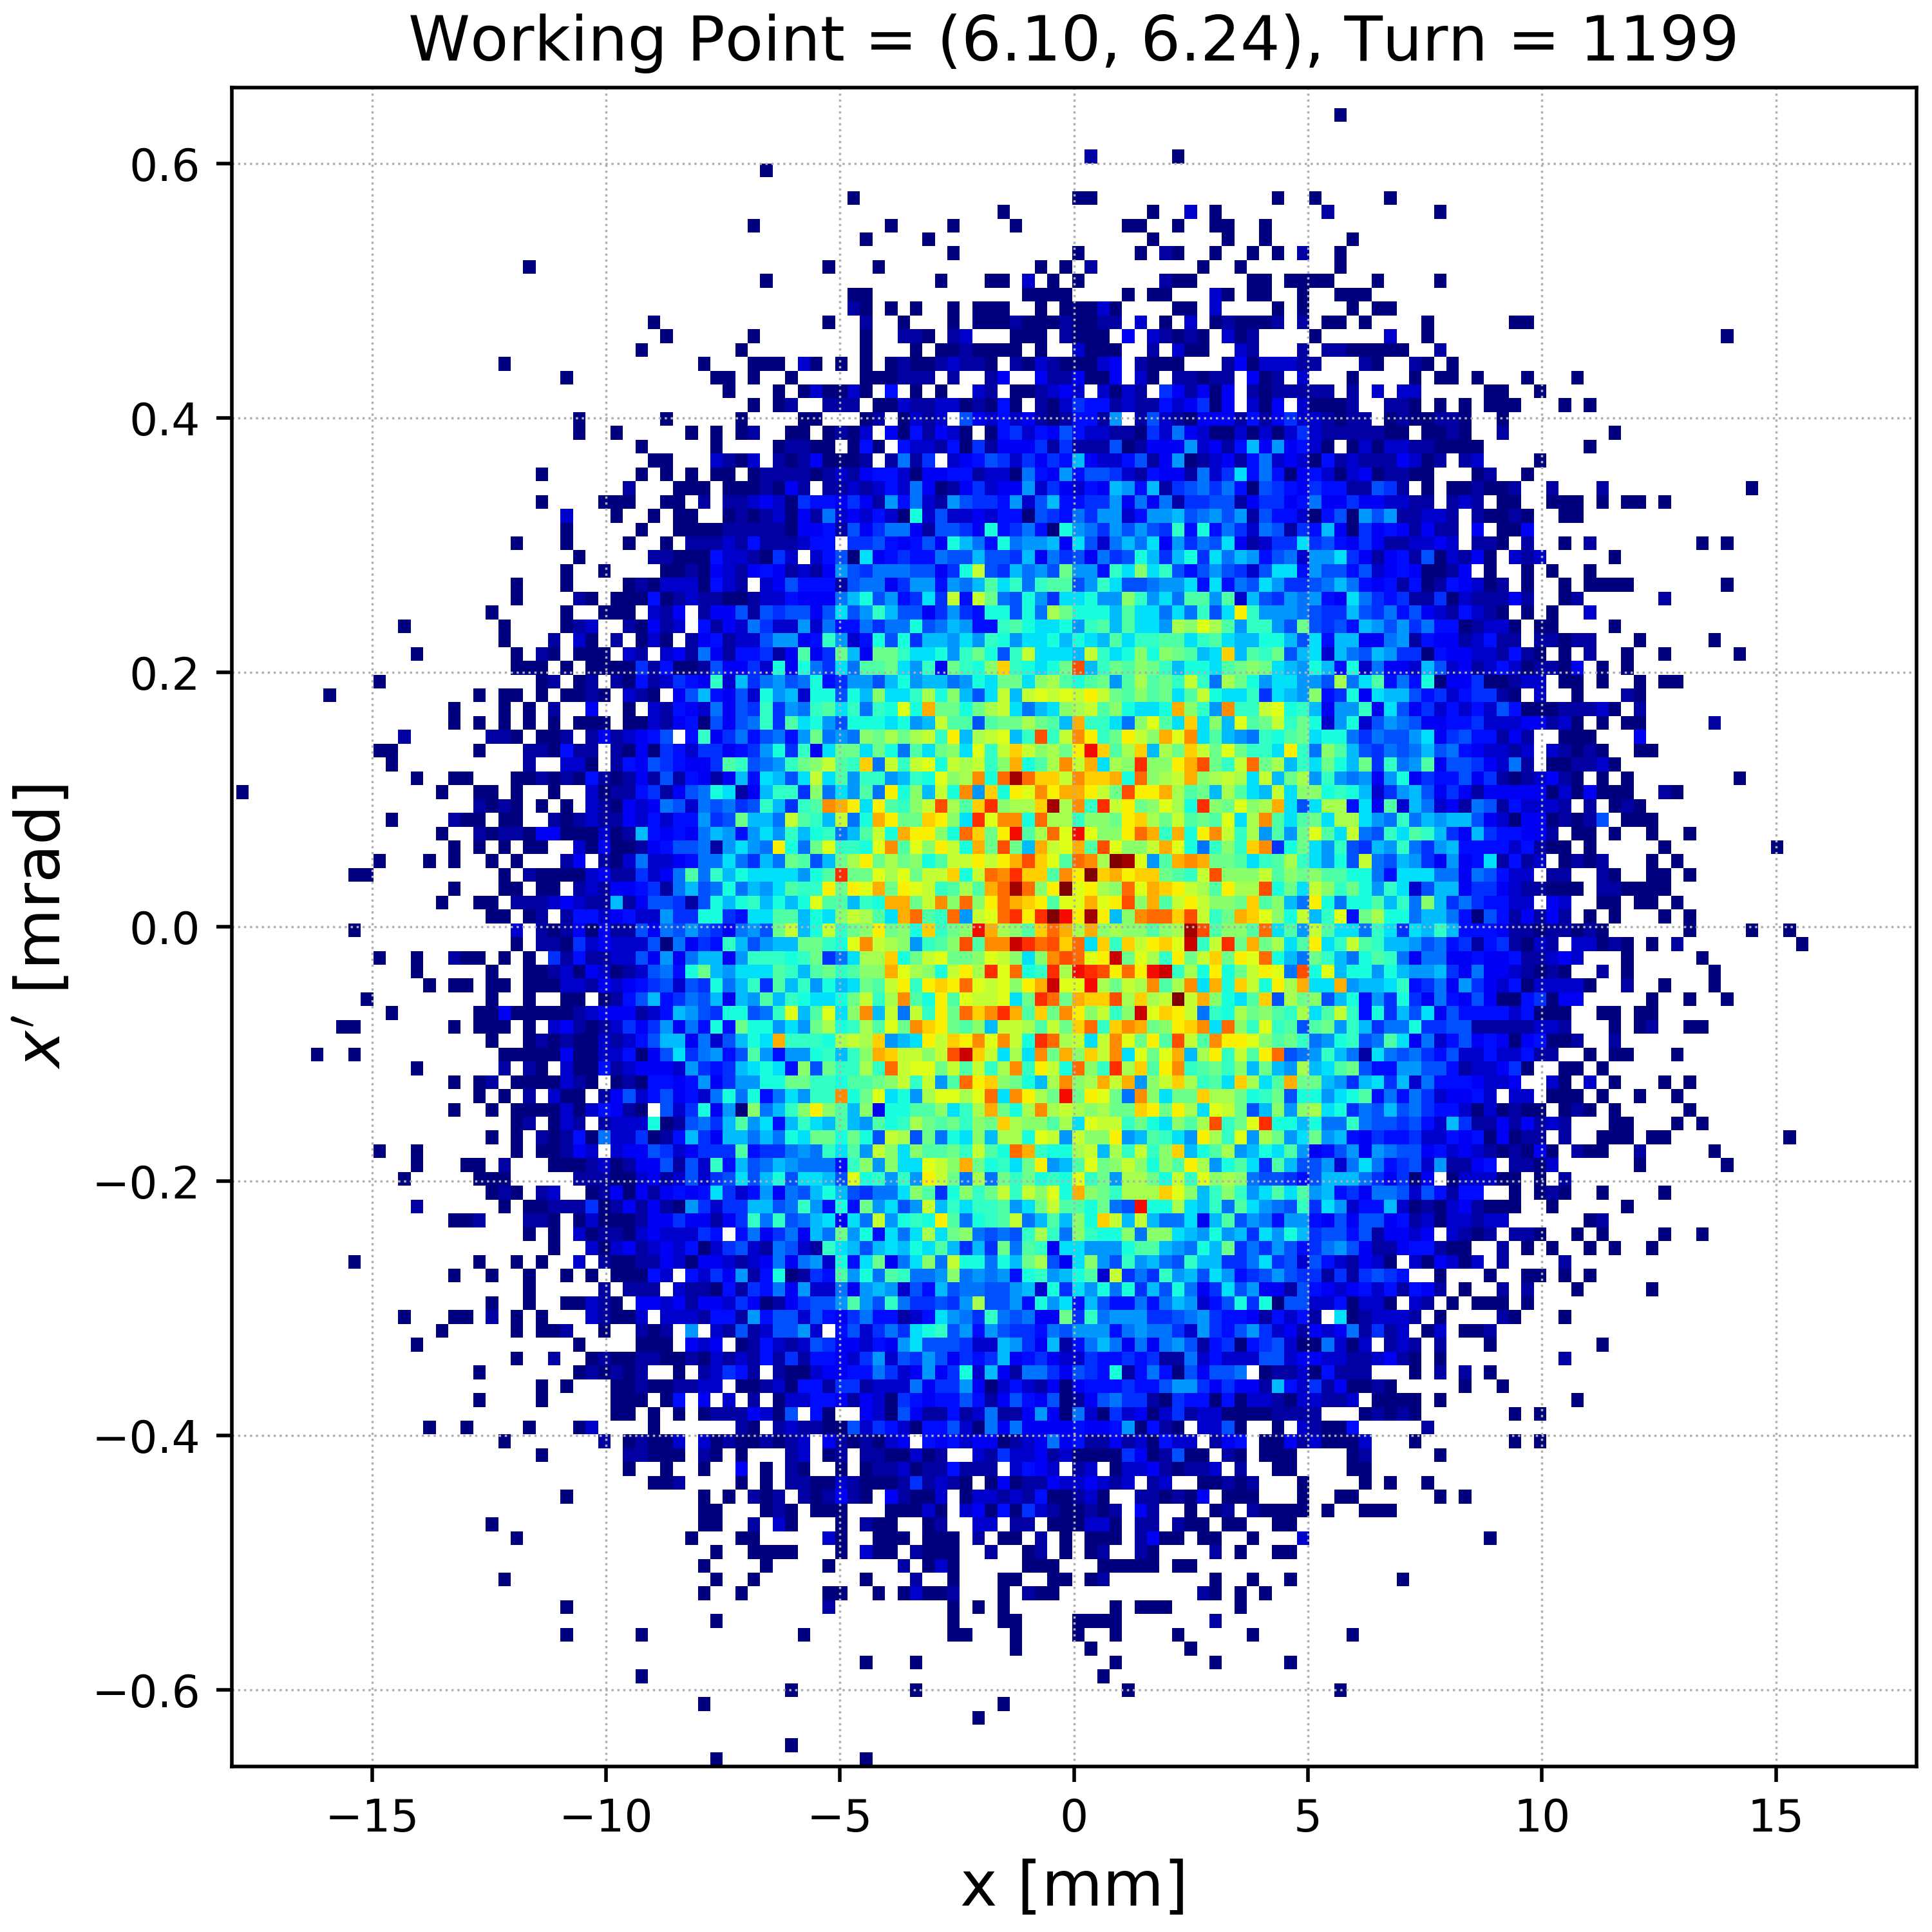 Working Point = (6.10, 6.24), Turn = 1199
0.6
0.4
0.2
0.0
−0.2
−0.4
−0.6
x′ [mrad]
−15 −10 −5 0 5 10 15
x [mm]